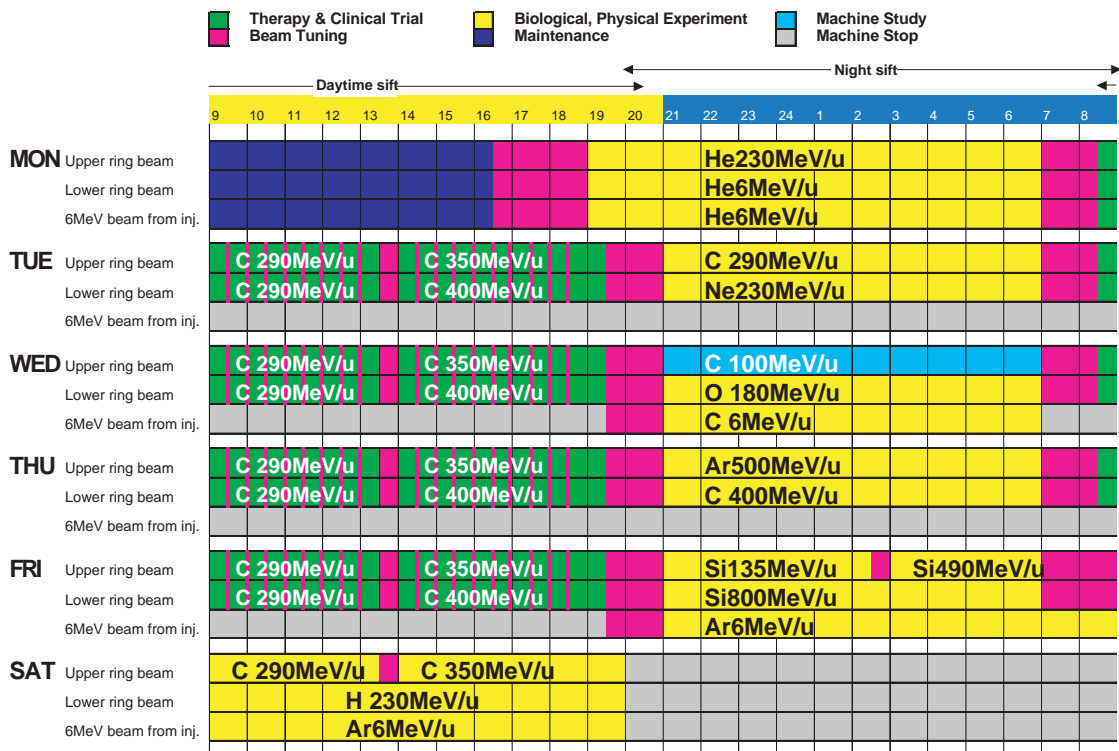 Therapy & Clinical Trial Biological, Physical Experiment Machine Study
Beam Tuning Maintenance Machine Stop
Night sift
Daytime sift
9 10 11 12 13 14 15 16 17 18 19 20 21 22 23 24 1 2 3 4 5 6 7 8
MON Upper ring beam He230MeV/u
Lower ring beam He6MeV/u
6MeV beam from inj. He6MeV/u
TUE Upper ring beam C 290MeV/u C 350MeV/u C 290MeV/u
Lower ring beam C 290MeV/u C 400MeV/u Ne230MeV/u
6MeV beam from inj.
WED Upper ring beam C 290MeV/u C 350MeV/u C 100MeV/u
Lower ring beam C 290MeV/u C 400MeV/u O 180MeV/u
6MeV beam from inj. C 6MeV/u
THU Upper ring beam C 290MeV/u C 350MeV/u Ar500MeV/u
Lower ring beam C 290MeV/u C 400MeV/u C 400MeV/u
6MeV beam from inj.
FRI Upper ring beam C 290MeV/u C 350MeV/u Si135MeV/u Si490MeV/u
Lower ring beam C 290MeV/u C 400MeV/u Si800MeV/u
6MeV beam from inj. Ar6MeV/u
SAT Upper ring beam C 290MeV/u C 350MeV/u
Lower ring beam H 230MeV/u
6MeV beam from inj. Ar6MeV/u